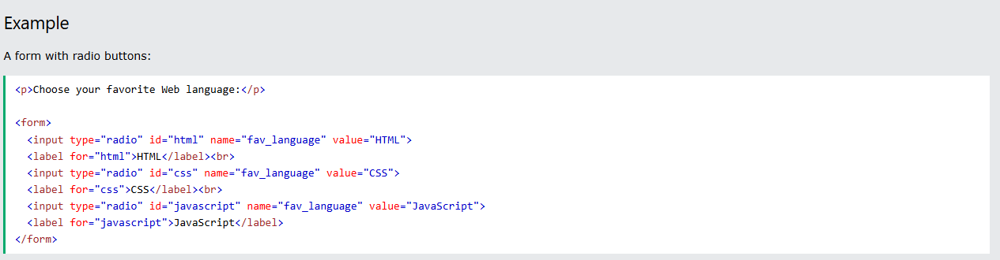 Example
A form with radio buttons:
<p>Choose your favorite Web language:</p>
<form>
  <input type="radio" id="html" name="fav_language" value="HTML">
  <label for="html">HTML</label><br>
  <input type="radio" id="css" name="fav_language" value="CSS">
  <label for="css">CSS</label><br>
  <input type="radio" id="javascript" name="fav_language" value="JavaScript">
  <label for="javascript">JavaScript</label>
</form>